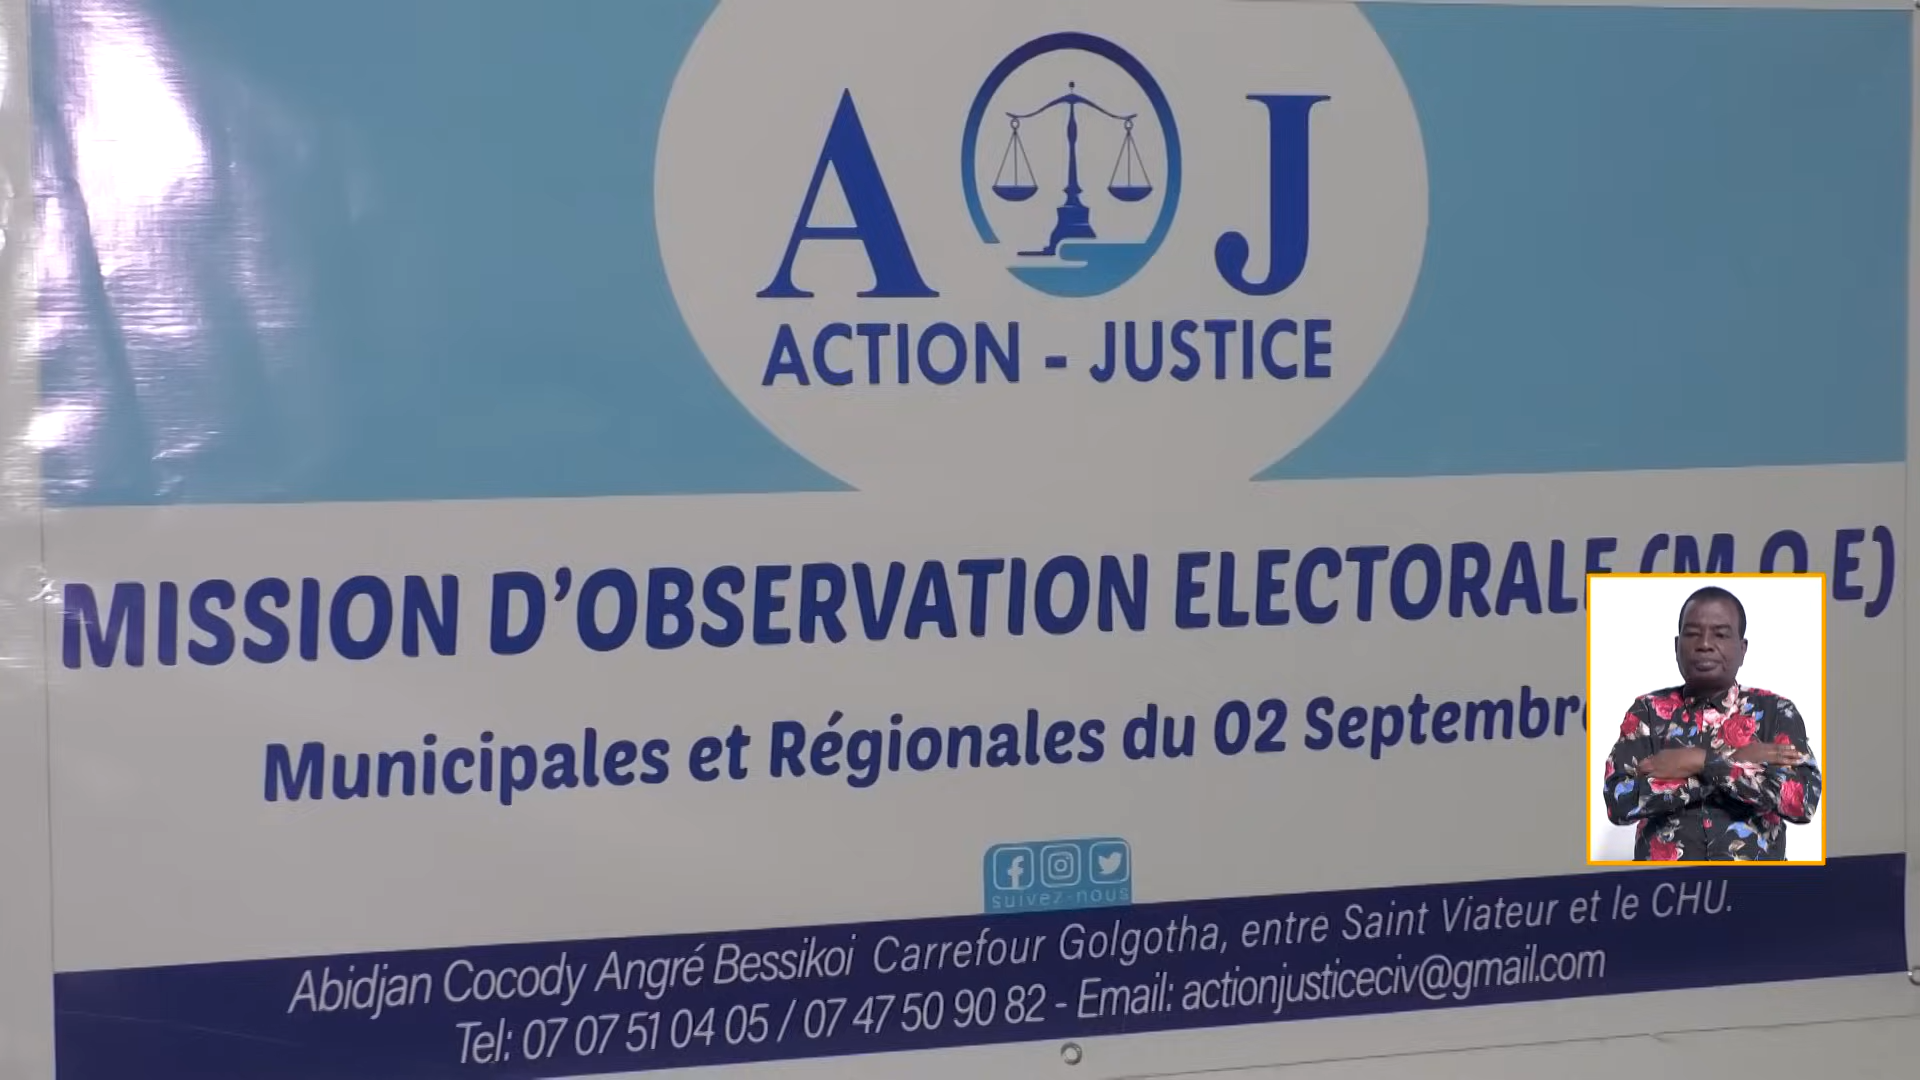 A J
ACTION - JUSTICE
MISSION D'OBSERVATION ELECTORALE (M.O.E)
Municipales et Régionales du 02 Septembre
suivez-nous
Abidjan Cocody Angré Bessikoi Carrefour Golgotha, entre Saint Viateur et le CHU.
Tel: 07 07 51 04 05 / 07 47 50 90 82 - Email: actionjusticeciv@gmail.com